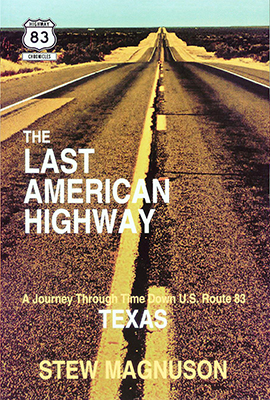 HIGHWAY
83
CHRONICLES
THE
LAST
AMERICAN
HIGHWAY
A Journey Through Time Down U.S. Route 83
TEXAS
STEW MAGNUSON